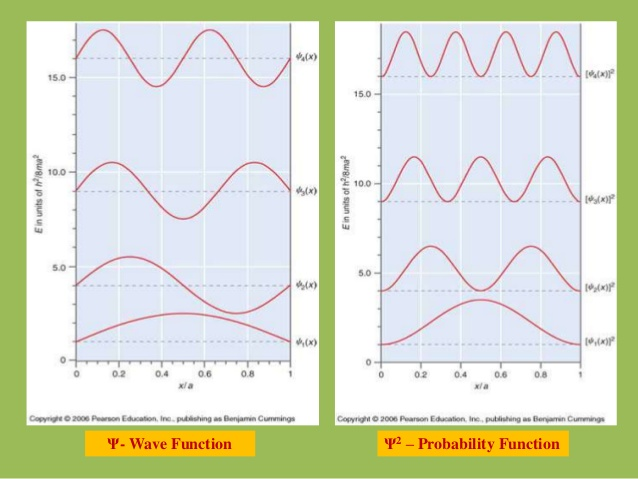 ψ₄(x)
15.0
10.0
ψ₃(x)
E in units of h²/8ma²
5.0
ψ₂(x)
ψ₁(x)
0
0 0.2 0.4 0.6 0.8 1
x/a
Copyright © 2006 Pearson Education, Inc., publishing as Benjamin Cummings
Ψ- Wave Function
[ψ₄(x)]²
15.0
10.0
[ψ₃(x)]²
E in units of h²/8ma²
5.0
[ψ₂(x)]²
[ψ₁(x)]²
0
0 0.2 0.4 0.6 0.8 1
x/a
Copyright © 2006 Pearson Education, Inc., publishing as Benjamin Cummings
Ψ² – Probability Function